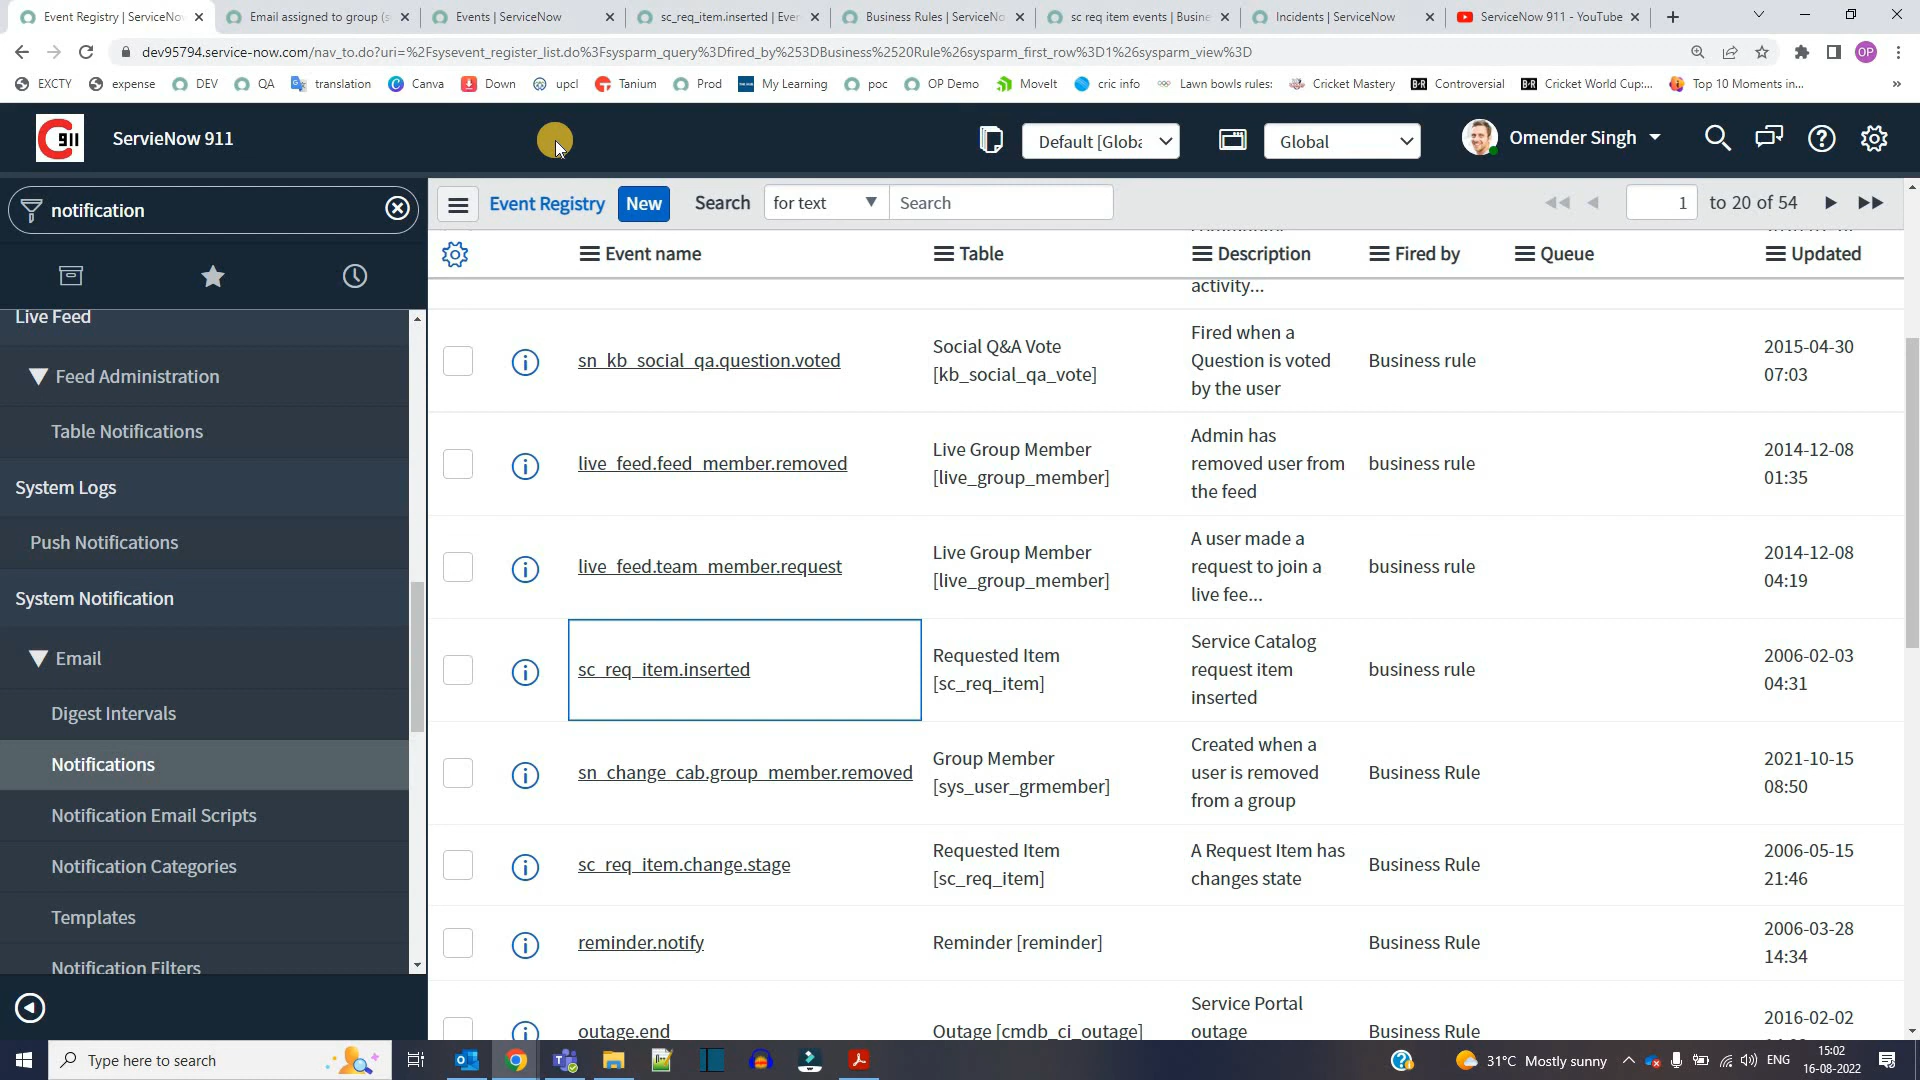 Event Registry | ServiceNow
Email assigned to group (s
Events | ServiceNow
sc_req_item.inserted | Even
Business Rules | ServiceNo
sc req item events | Busine
Incidents | ServiceNow
ServiceNow 911 - YouTube
dev95794.service-now.com/nav_to.do?uri=%2Fsysevent_register_list.do%3Fsysparm_query%3Dfired_by%253DBusiness%2520Rule%26sysparm_first_row%3D1%26sysparm_view%3D
OP
EXCTY
expense
DEV
QA
translation
Canva
Down
upcl
Tanium
Prod
My Learning
poc
OP Demo
MoveIt
cric info
Lawn bowls rules:
Cricket Mastery
Controversial
Cricket World Cup:...
Top 10 Moments in...
911
ServieNow 911
Default [Globa
Global
Omender Singh
notification
Event Registry
New
Search
for text
Search
1
to 20 of 54
Event name
Table
Description
Fired by
Queue
Updated
activity...
sn_kb_social_qa.question.voted
Social Q&A Vote
[kb_social_qa_vote]
Fired when a
Question is voted
by the user
Business rule
2015-04-30
07:03
live_feed.feed_member.removed
Live Group Member
[live_group_member]
Admin has
removed user from
the feed
business rule
2014-12-08
01:35
live_feed.team_member.request
Live Group Member
[live_group_member]
A user made a
request to join a
live fee...
business rule
2014-12-08
04:19
sc_req_item.inserted
Requested Item
[sc_req_item]
Service Catalog
request item
inserted
business rule
2006-02-03
04:31
sn_change_cab.group_member.removed
Group Member
[sys_user_grmember]
Created when a
user is removed
from a group
Business Rule
2021-10-15
08:50
sc_req_item.change.stage
Requested Item
[sc_req_item]
A Request Item has
changes state
Business Rule
2006-05-15
21:46
reminder.notify
Reminder [reminder]
Business Rule
2006-03-28
14:34
outage.end
Outage [cmdb_ci_outage]
Service Portal
outage
Business Rule
2016-02-02
Live Feed
Feed Administration
Table Notifications
System Logs
Push Notifications
System Notification
Email
Digest Intervals
Notifications
Notification Email Scripts
Notification Categories
Templates
Notification Filters
Type here to search
31°C Mostly sunny
ENG
15:02
16-08-2022